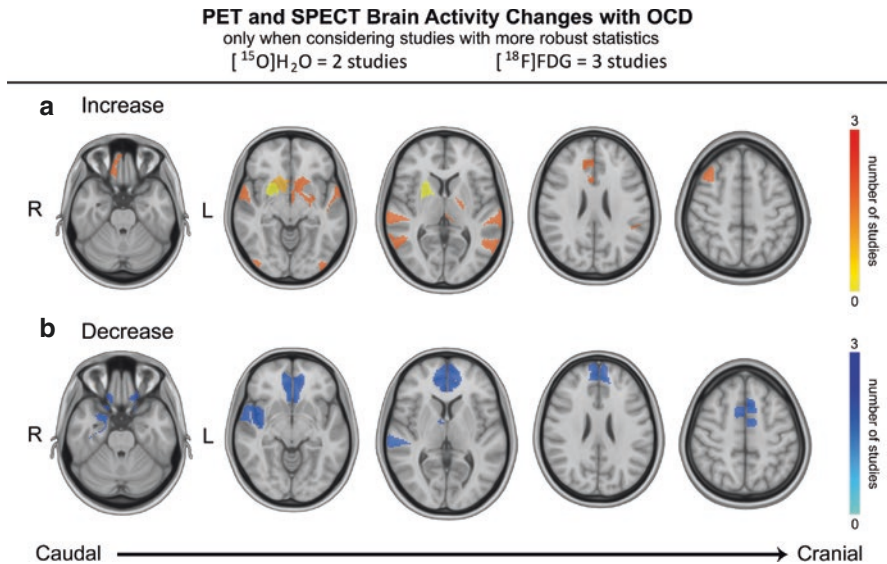 PET and SPECT Brain Activity Changes with OCD
only when considering studies with more robust statistics
[ ¹⁵O]H₂O = 2 studies [ ¹⁸F]FDG = 3 studies
a Increase
R L
3
number of studies
0
b Decrease
R L
3
number of studies
0
Caudal Cranial